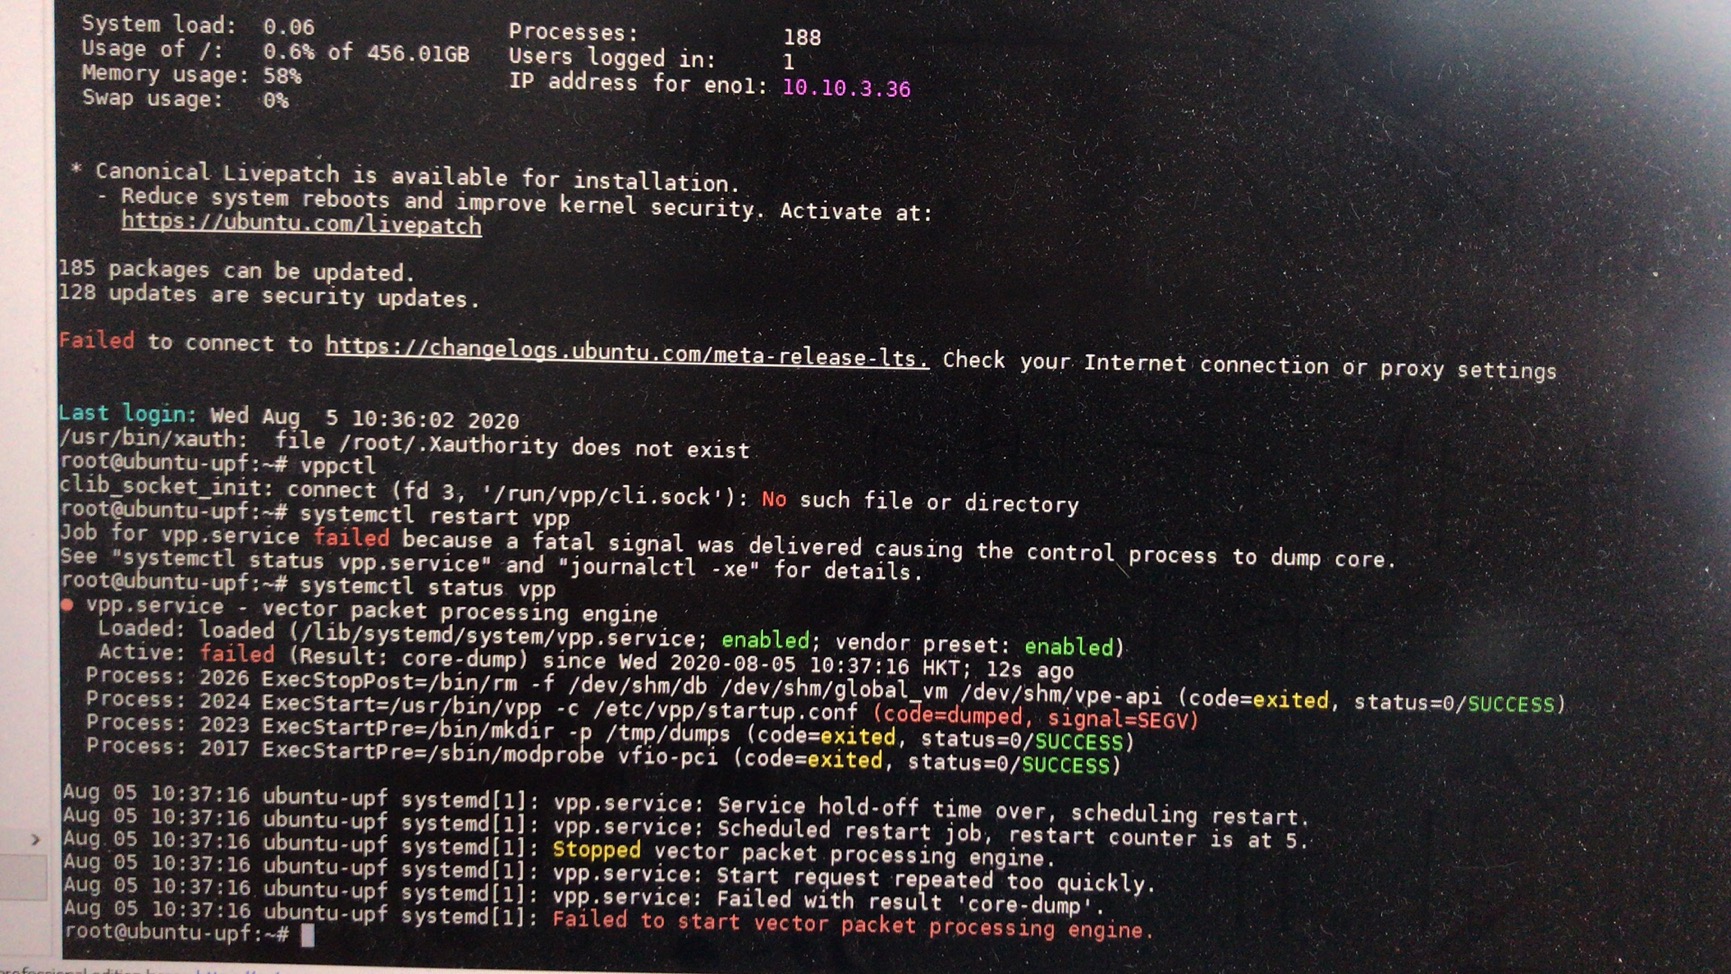 System load:  0.06               Processes:           188
Usage of /:   0.6% of 456.01GB   Users logged in:     1
Memory usage: 58%                IP address for eno1: 10.10.3.36
Swap usage:   0%
* Canonical Livepatch is available for installation.
- Reduce system reboots and improve kernel security. Activate at:
https://ubuntu.com/livepatch
185 packages can be updated.
128 updates are security updates.
Failed to connect to https://changelogs.ubuntu.com/meta-release-lts. Check your Internet connection or proxy settings
Last login: Wed Aug  5 10:36:02 2020
/usr/bin/xauth:  file /root/.Xauthority does not exist
root@ubuntu-upf:~# vppctl
clib_socket_init: connect (fd 3, '/run/vpp/cli.sock'): No such file or directory
root@ubuntu-upf:~# systemctl restart vpp
Job for vpp.service failed because a fatal signal was delivered causing the control process to dump core.
See "systemctl status vpp.service" and "journalctl -xe" for details.
root@ubuntu-upf:~# systemctl status vpp
● vpp.service - vector packet processing engine
Loaded: loaded (/lib/systemd/system/vpp.service; enabled; vendor preset: enabled)
Active: failed (Result: core-dump) since Wed 2020-08-05 10:37:16 HKT; 12s ago
Process: 2026 ExecStopPost=/bin/rm -f /dev/shm/db /dev/shm/global_vm /dev/shm/vpe-api (code=exited, status=0/SUCCESS)
Process: 2024 ExecStart=/usr/bin/vpp -c /etc/vpp/startup.conf (code=dumped, signal=SEGV)
Process: 2023 ExecStartPre=/bin/mkdir -p /tmp/dumps (code=exited, status=0/SUCCESS)
Process: 2017 ExecStartPre=/sbin/modprobe vfio-pci (code=exited, status=0/SUCCESS)
Aug 05 10:37:16 ubuntu-upf systemd[1]: vpp.service: Service hold-off time over, scheduling restart.
Aug 05 10:37:16 ubuntu-upf systemd[1]: vpp.service: Scheduled restart job, restart counter is at 5.
Aug 05 10:37:16 ubuntu-upf systemd[1]: Stopped vector packet processing engine.
Aug 05 10:37:16 ubuntu-upf systemd[1]: vpp.service: Start request repeated too quickly.
Aug 05 10:37:16 ubuntu-upf systemd[1]: vpp.service: Failed with result 'core-dump'.
Aug 05 10:37:16 ubuntu-upf systemd[1]: Failed to start vector packet processing engine.
root@ubuntu-upf:~#